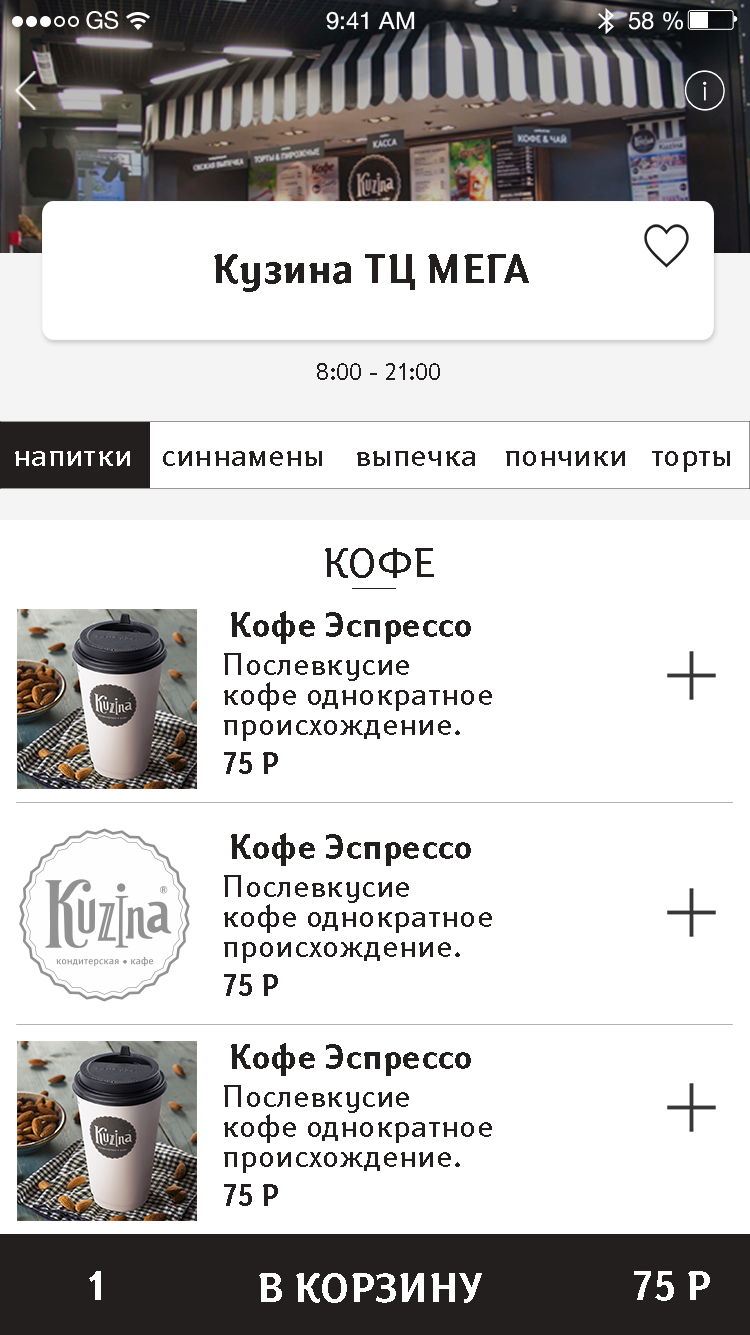 GS 9:41 AM 58 %
СВЕЖАЯ ВЫПЕЧКА
ТОРТЫ & ПИРОЖНЫЕ
КАССА
КОФЕ & ЧАЙ
Кофе
Kuzina
Кузина ТЦ МЕГА
8:00 - 21:00
напитки синнамены выпечка пончики торты
КОФЕ
Кофе Эспрессо
Послевкусие
кофе однократное
происхождение.
75 Р
Kuzina
Кофе Эспрессо
Послевкусие
кофе однократное
происхождение.
75 Р
Kuzina®
кондитерская • кафе
Кофе Эспрессо
Послевкусие
кофе однократное
происхождение.
75 Р
Kuzina
1 В КОРЗИНУ 75 Р